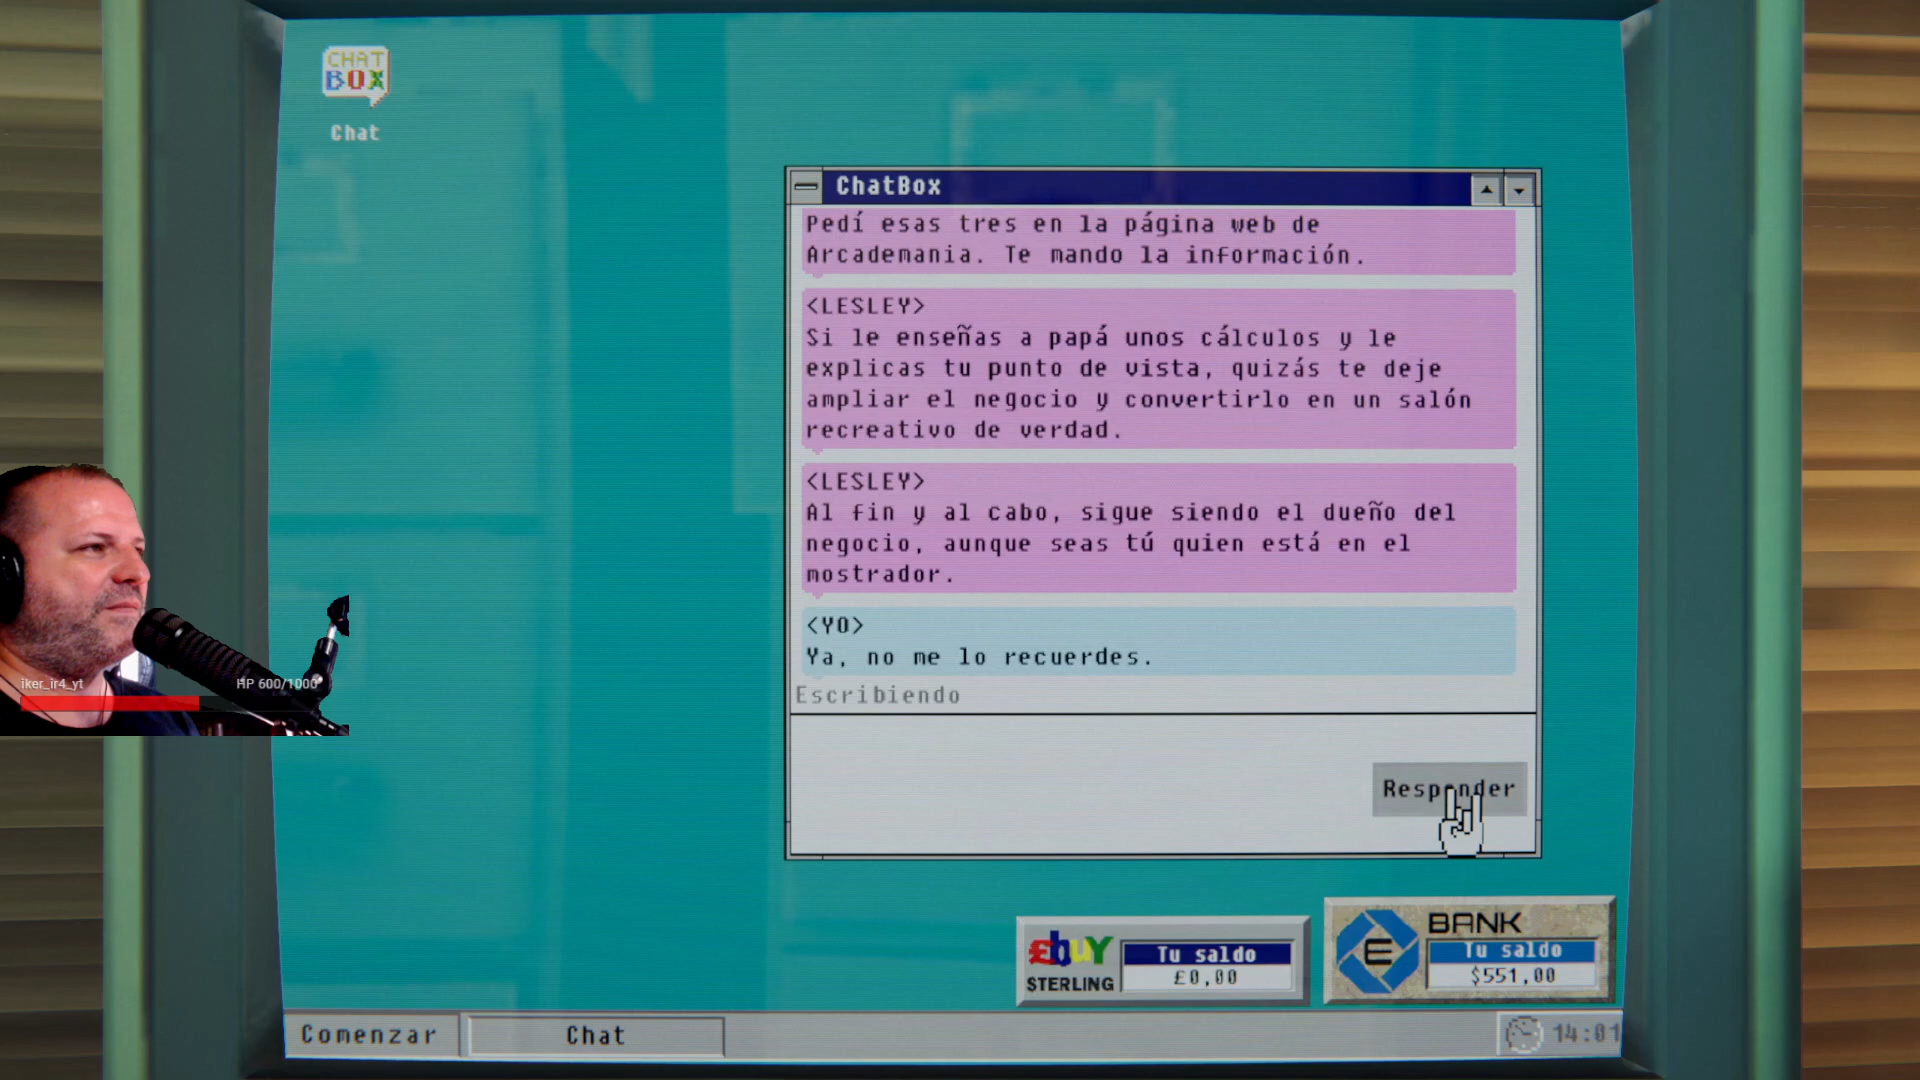 CHAT
BOX
Chat
ChatBox
Pedí esas tres en la página web de
Arcademania. Te mando la información.
<LESLEY>
Si le enseñas a papá unos cálculos y le
explicas tu punto de vista, quizás te deje
ampliar el negocio y convertirlo en un salón
recreativo de verdad.
<LESLEY>
Al fin y al cabo, sigue siendo el dueño del
negocio, aunque seas tú quien está en el
mostrador.
<YO>
Ya, no me lo recuerdes.
Escribiendo
Responder
iker_ir4_yt
HP 600/1000
£buY
STERLING
Tu saldo
£0,00
E
BANK
Tu saldo
$551,00
Comenzar
Chat
14:01